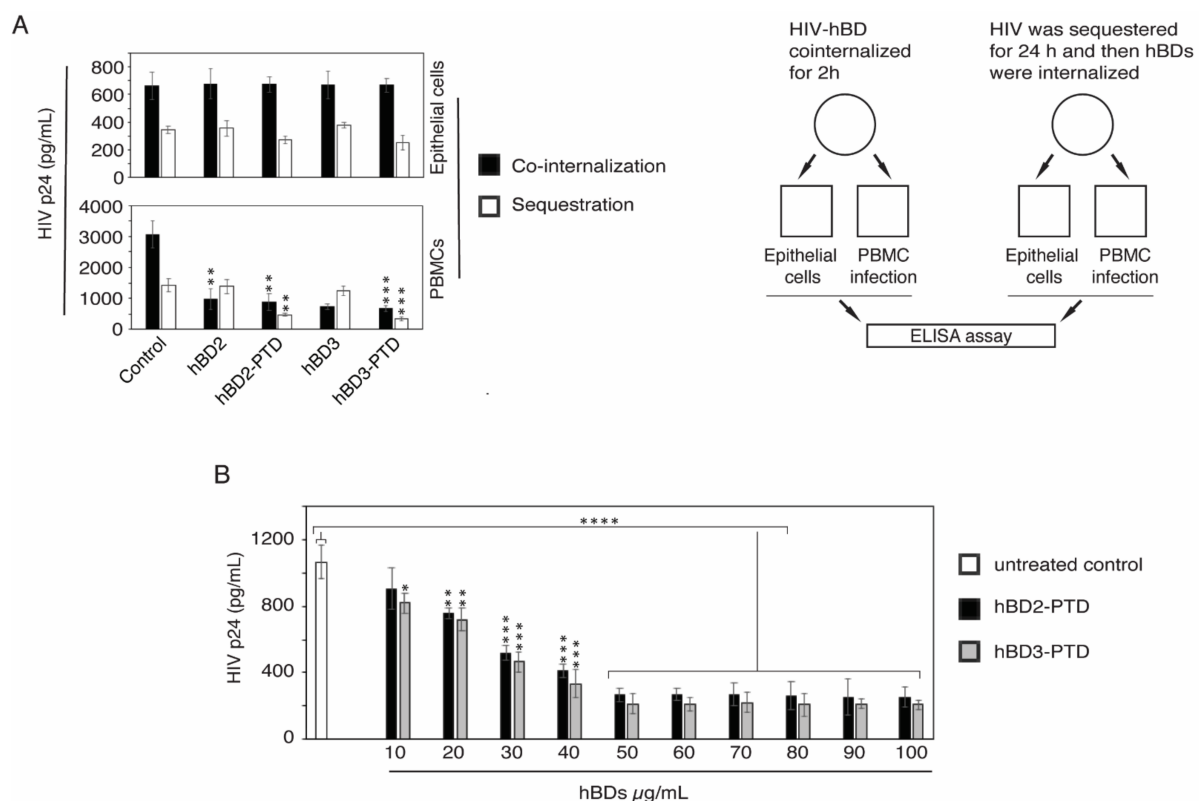 A
HIV p24 (pg/mL)
800
600
400
200
0
Epithelial cells
4000
3000
2000
1000
0
PBMCs
**
**
**
***
***
Control
hBD2
hBD2-PTD
hBD3
hBD3-PTD
Co-internalization
Sequestration
HIV-hBD
cointernalized
for 2h
HIV was sequestered
for 24 h and then hBDs
were internalized
Epithelial
cells
PBMC
infection
Epithelial
cells
PBMC
infection
ELISA assay
B
HIV p24 (pg/mL)
1200
800
400
0
****
*
**
**
***
***
***
***
10
20
30
40
50
60
70
80
90
100
hBDs µg/mL
untreated control
hBD2-PTD
hBD3-PTD